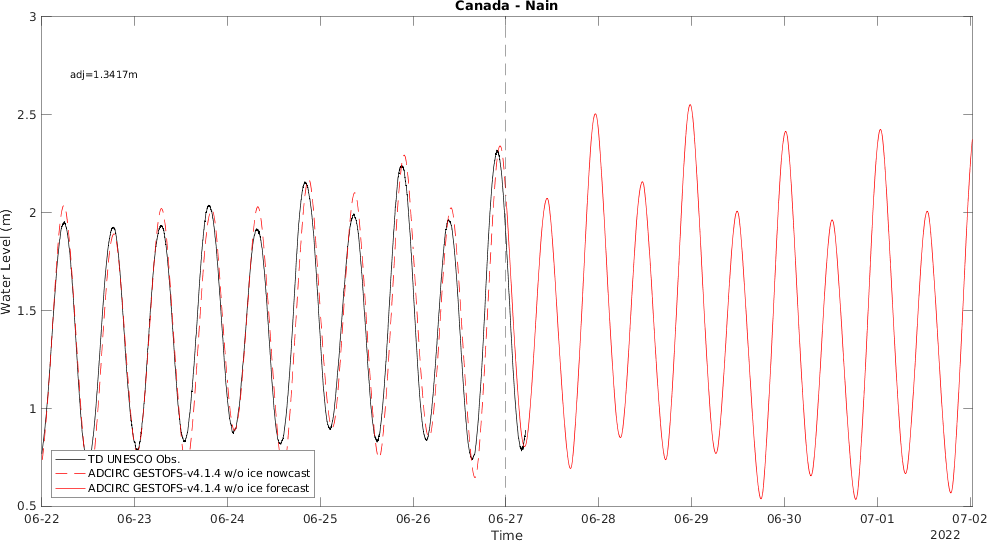 Canada - Nain
3
adj=1.3417m
2.5
2
Water Level (m)
1.5
1
TD UNESCO Obs.
ADCIRC GESTOFS-v4.1.4 w/o ice nowcast
ADCIRC GESTOFS-v4.1.4 w/o ice forecast
0.5
06-22 06-23 06-24 06-25 06-26 06-27 06-28 06-29 06-30 07-01 07-02
Time
2022